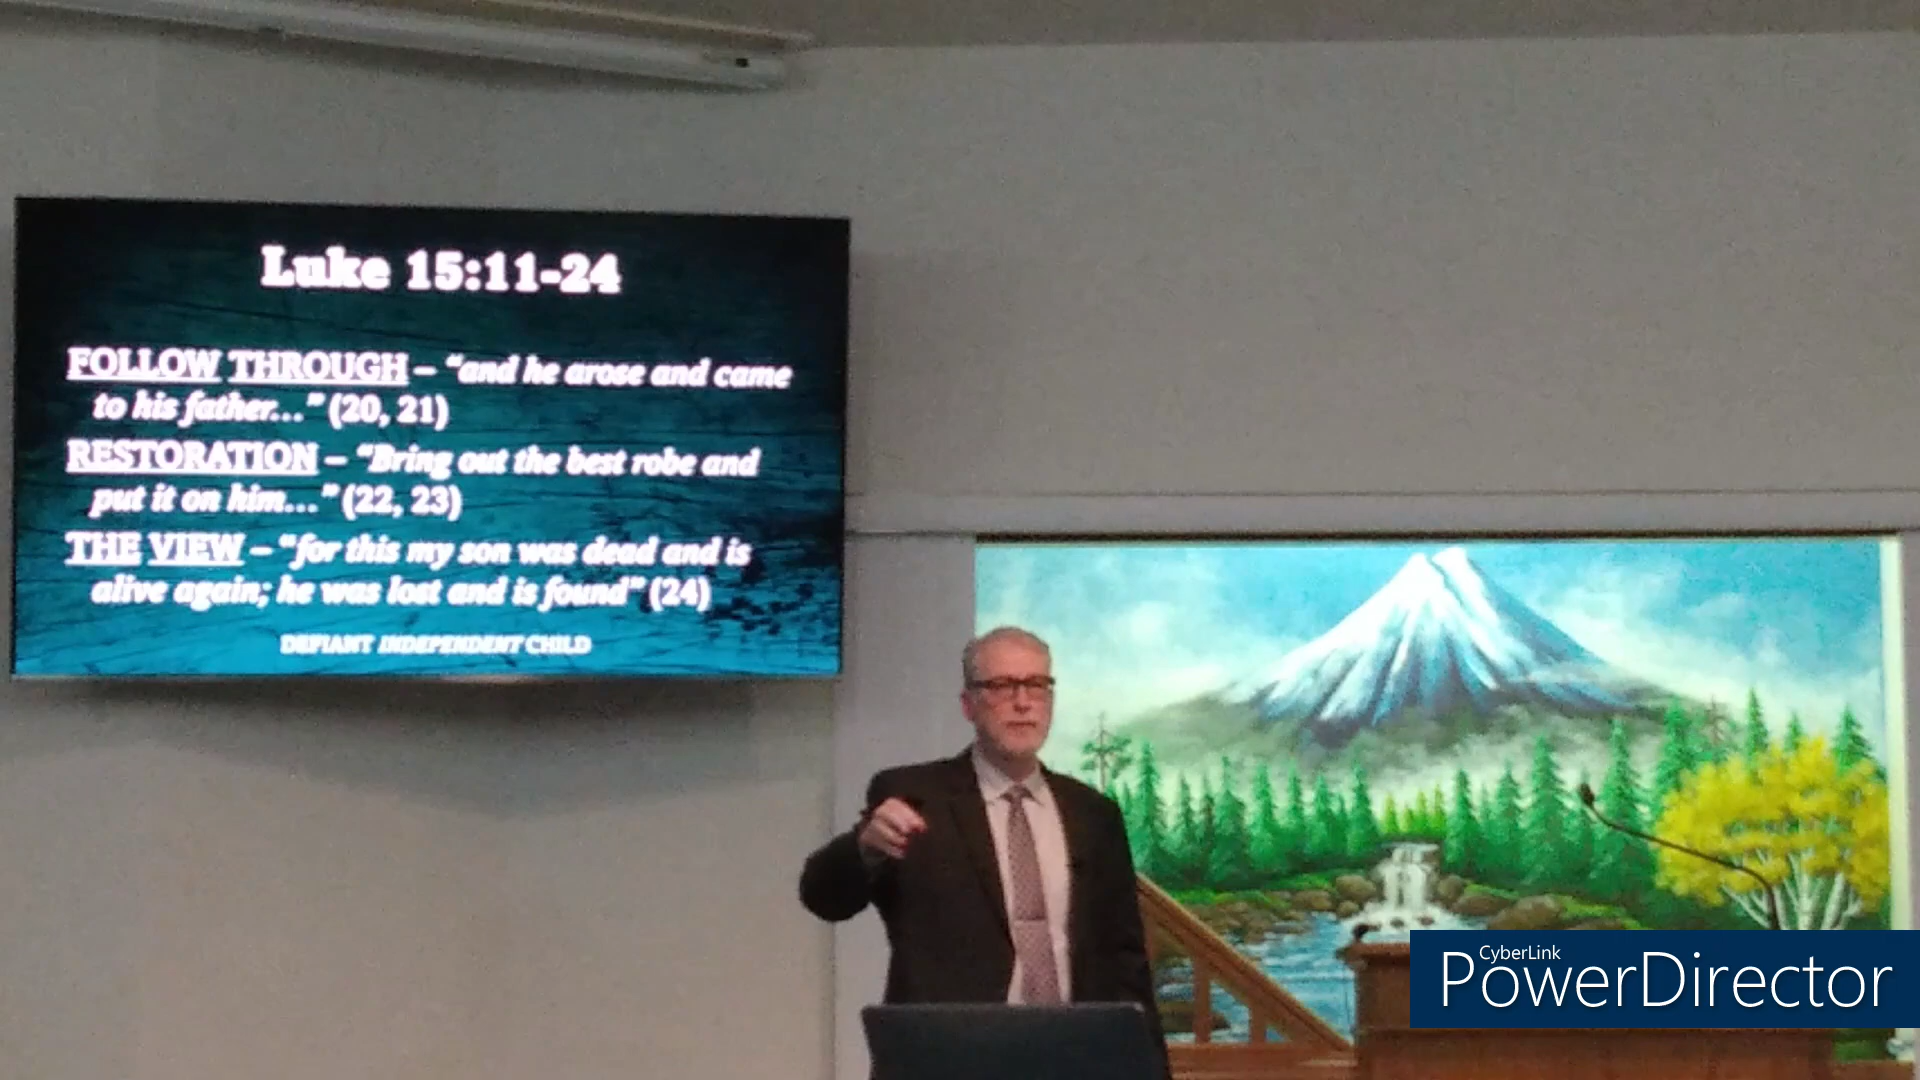 Luke 15:11-24
FOLLOW THROUGH – “and he arose and came
to his father...” (20, 21)
RESTORATION – “Bring out the best robe and
put it on him...” (22, 23)
THE VIEW – “for this my son was dead and is
alive again; he was lost and is found” (24)
DEFIANT INDEPENDENT CHILD
CyberLink
PowerDirector